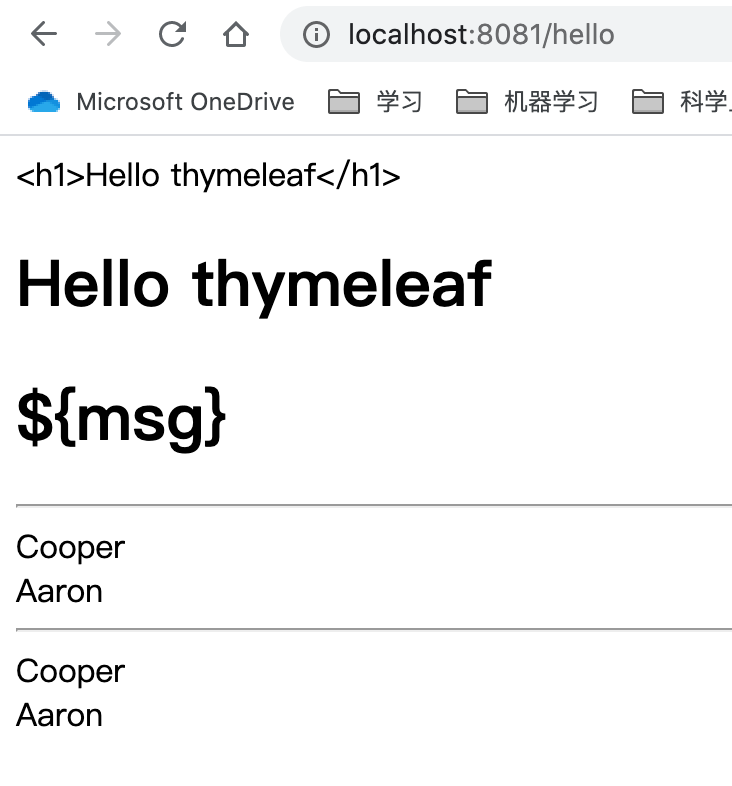 localhost:8081/hello
Microsoft OneDrive 学习 机器学习 科学
<h1>Hello thymeleaf</h1>
Hello thymeleaf
${msg}
Cooper
Aaron
Cooper
Aaron